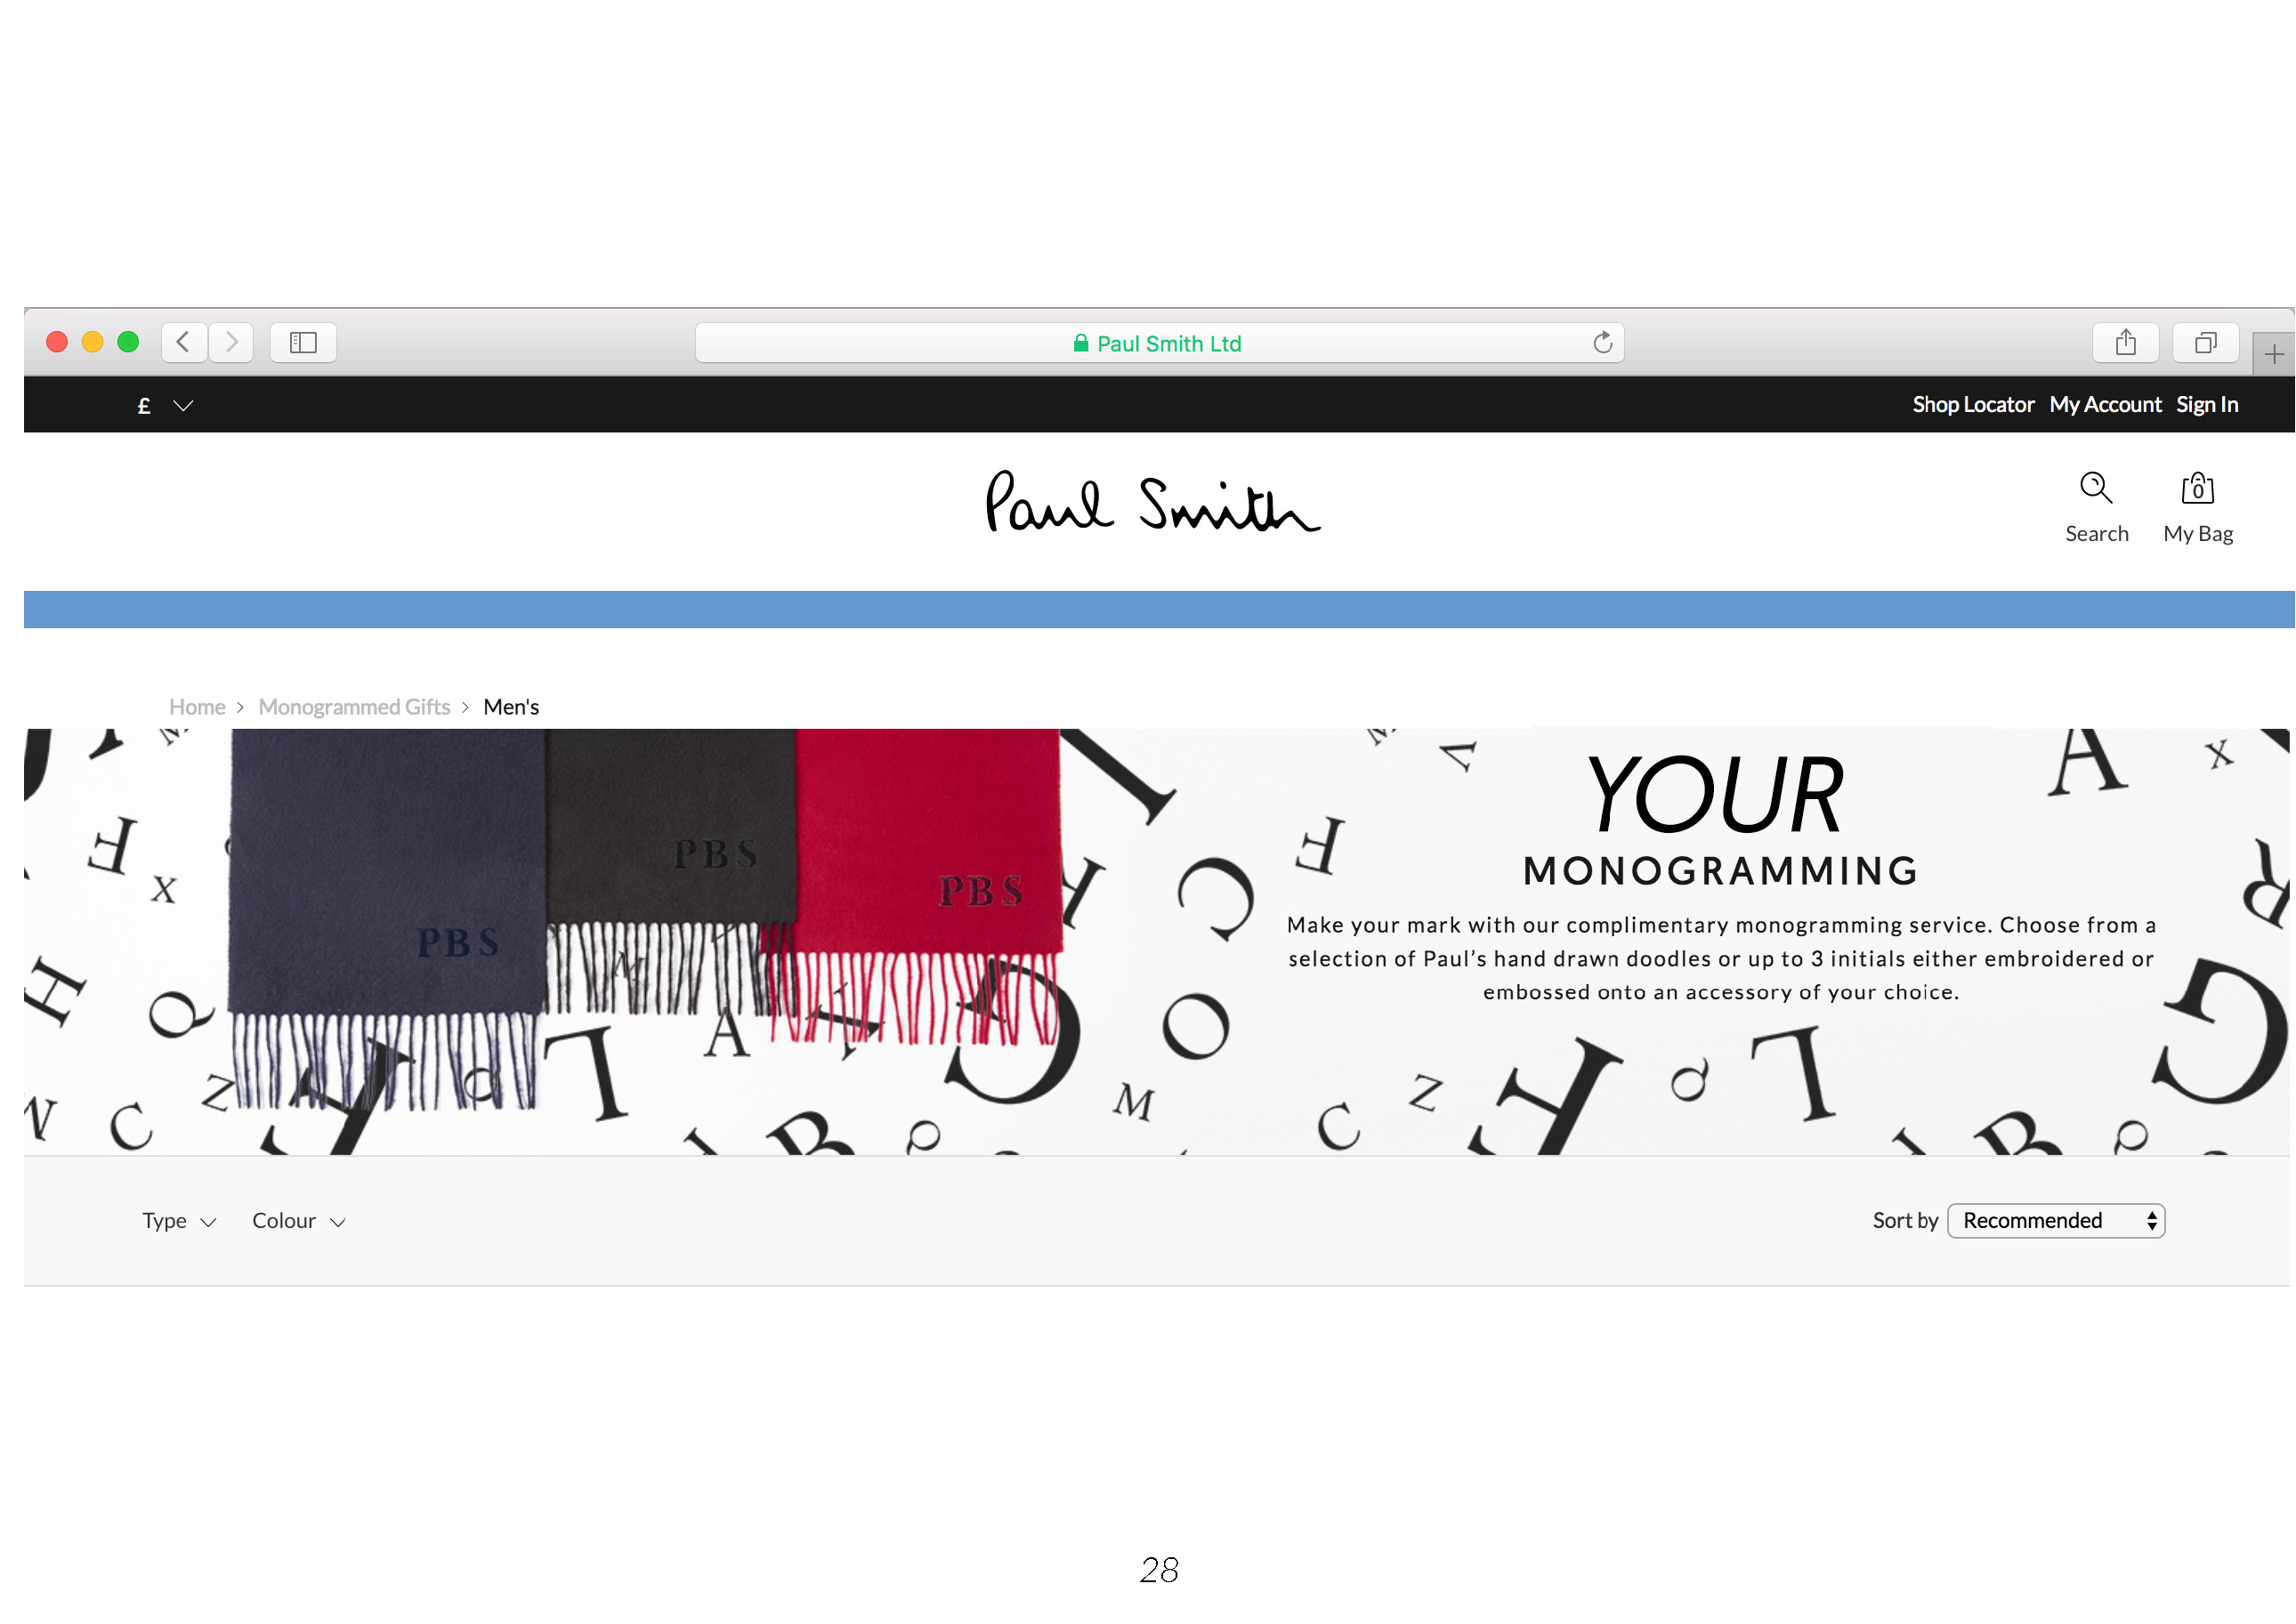 Paul Smith Ltd
£
Shop Locator My Account Sign In
Paul Smith
0
Search My Bag
Home > Monogrammed Gifts > Men's
YOUR
MONOGRAMMING
Make your mark with our complimentary monogramming service. Choose from a
selection of Paul’s hand drawn doodles or up to 3 initials either embroidered or
embossed onto an accessory of your choice.
PBS
PBS
PBS
Type Colour
Sort by Recommended
28